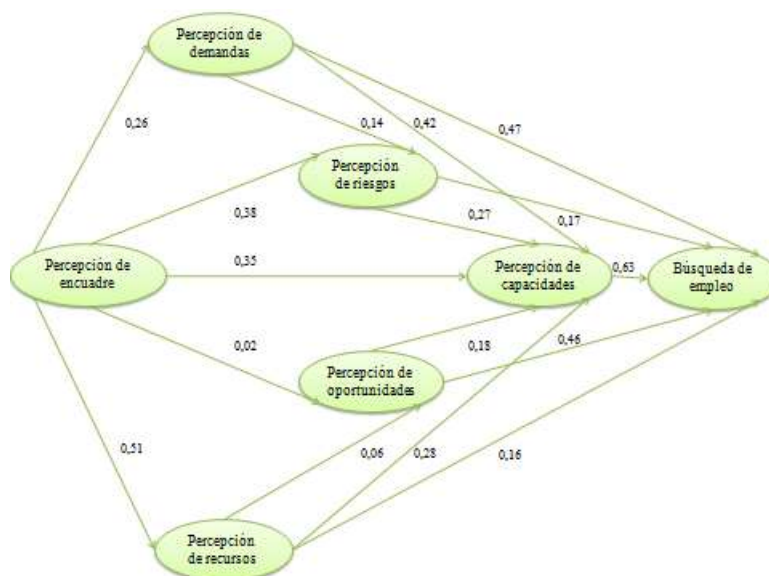 Percepción de
demandas
0,26
0,14
0,42
0,47
Percepción
de riesgos
0,38
0,27
0,17
Percepción de
encuadre
0,35
Percepción de
capacidades
0,63
Búsqueda de
empleo
0,02
0,18
0,46
Percepción de
oportunidades
0,51
0,06
0,28
0,16
Percepción
de recursos